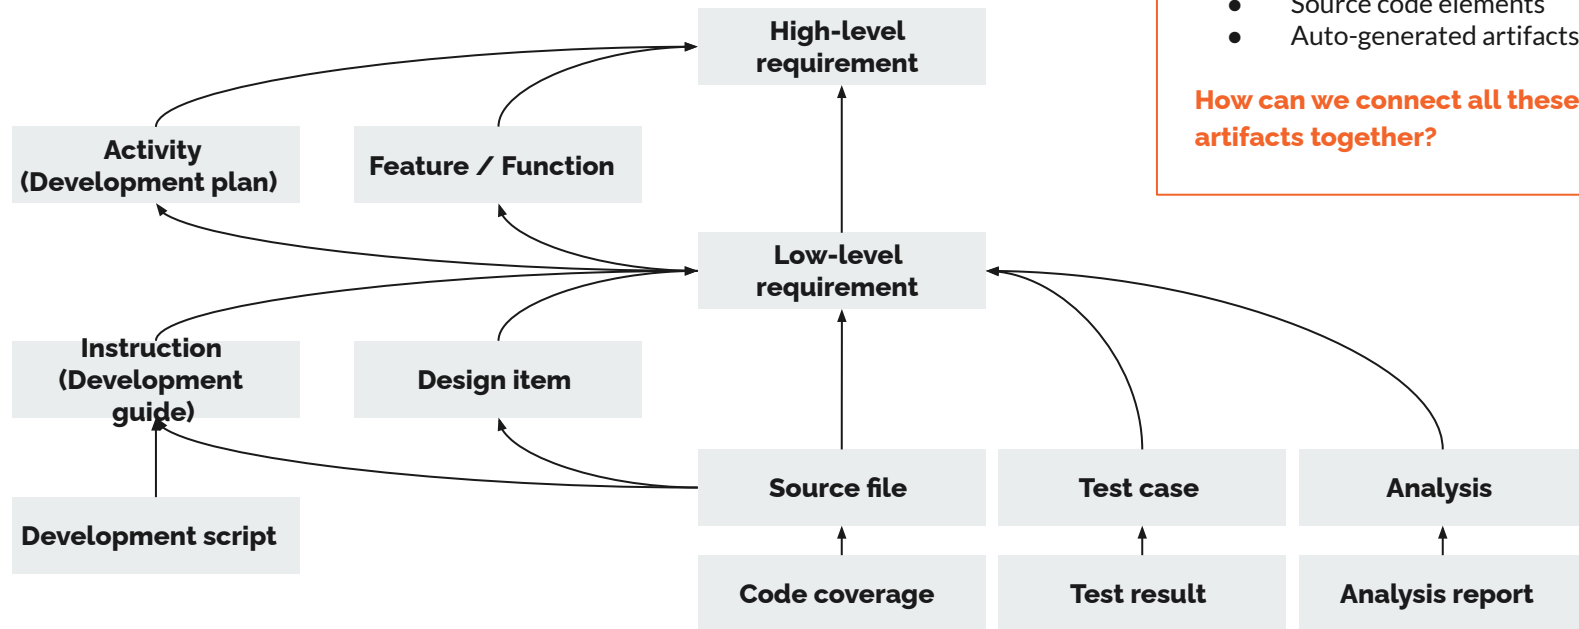 High-level
requirement
● Source code elements
● Auto-generated artifacts
How can we connect all these
artifacts together?
Activity
(Development plan)
Feature / Function
Low-level
requirement
Instruction
(Development
guide)
Design item
Source file
Test case
Analysis
Development script
Code coverage
Test result
Analysis report